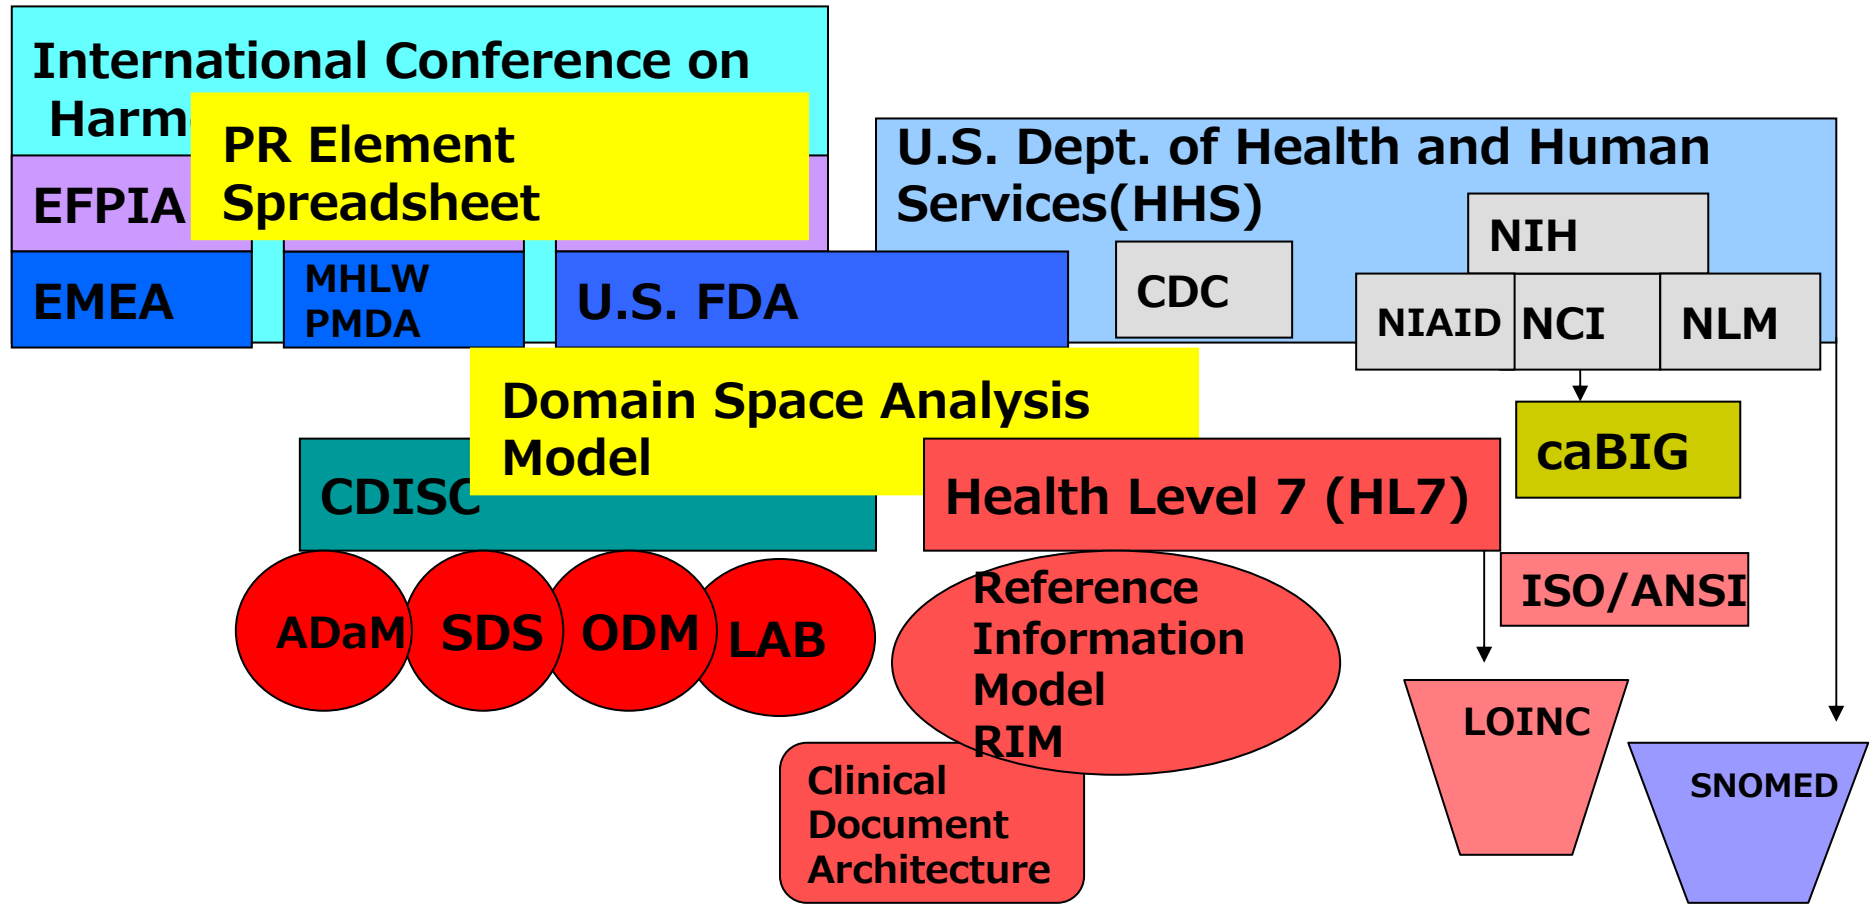 International Conference on
Harm
PR Element
Spreadsheet
EFPIA
EMEA
MHLW
PMDA
U.S. FDA
U.S. Dept. of Health and Human
Services(HHS)
NIH
CDC
NIAID
NCI
NLM
Domain Space Analysis
Model
caBIG
CDISC
Health Level 7 (HL7)
ISO/ANSI
ADaM
SDS
ODM
LAB
Reference
Information
Model
RIM
LOINC
SNOMED
Clinical
Document
Architecture